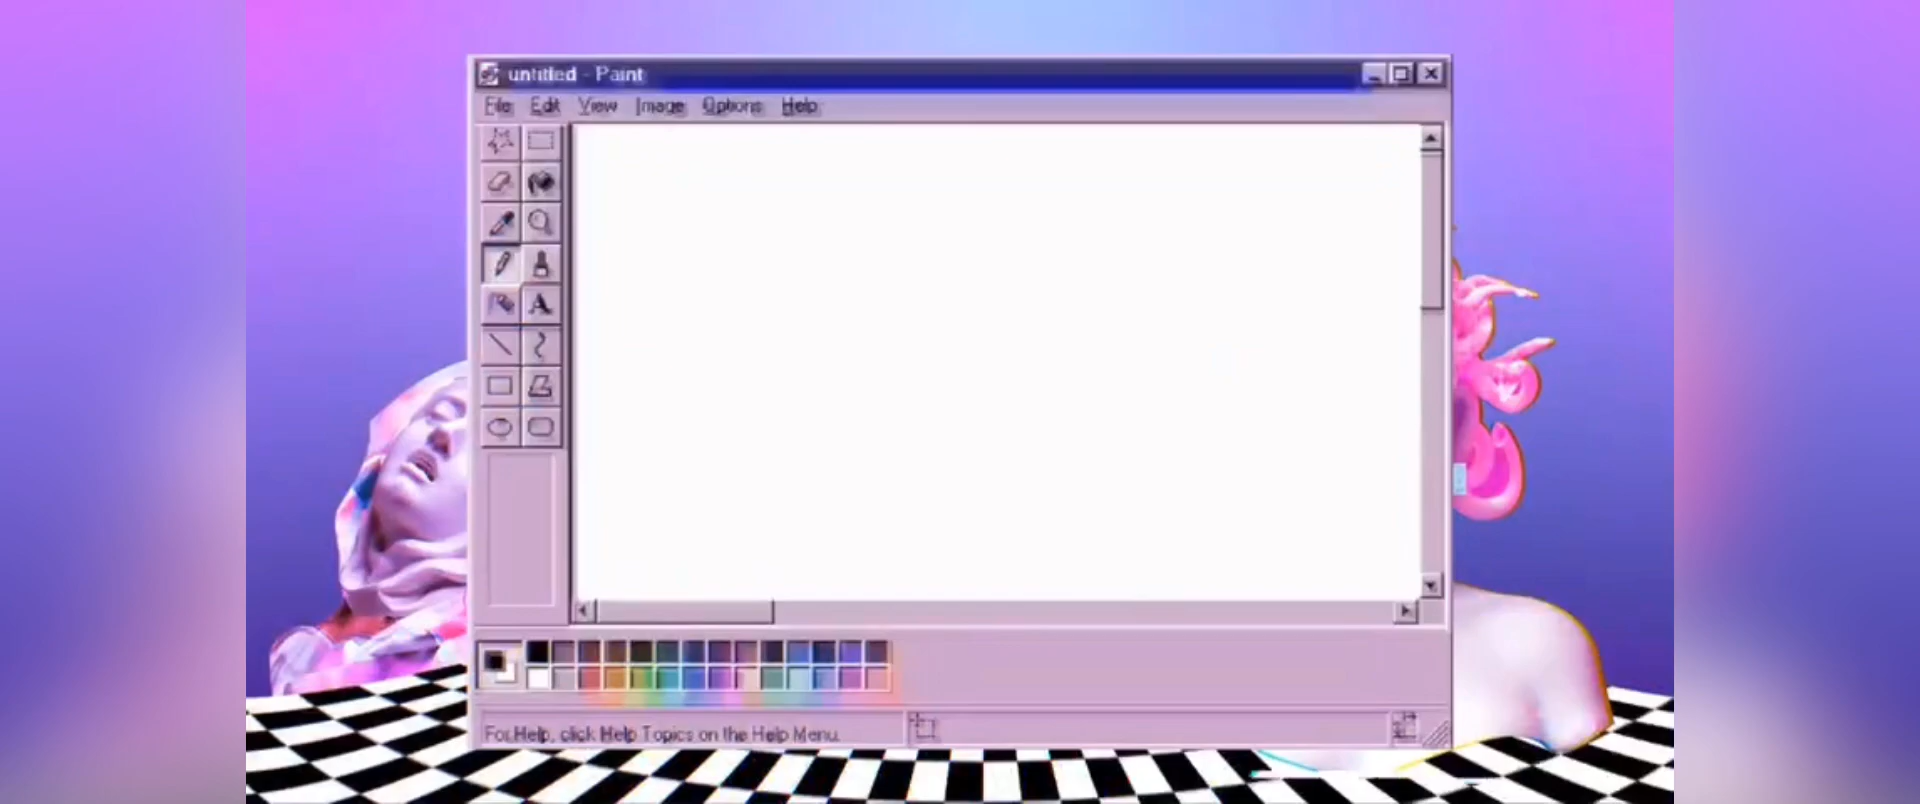 untitled - Paint
File Edit View Image Options Help
A
For Help, click Help Topics on the Help Menu.